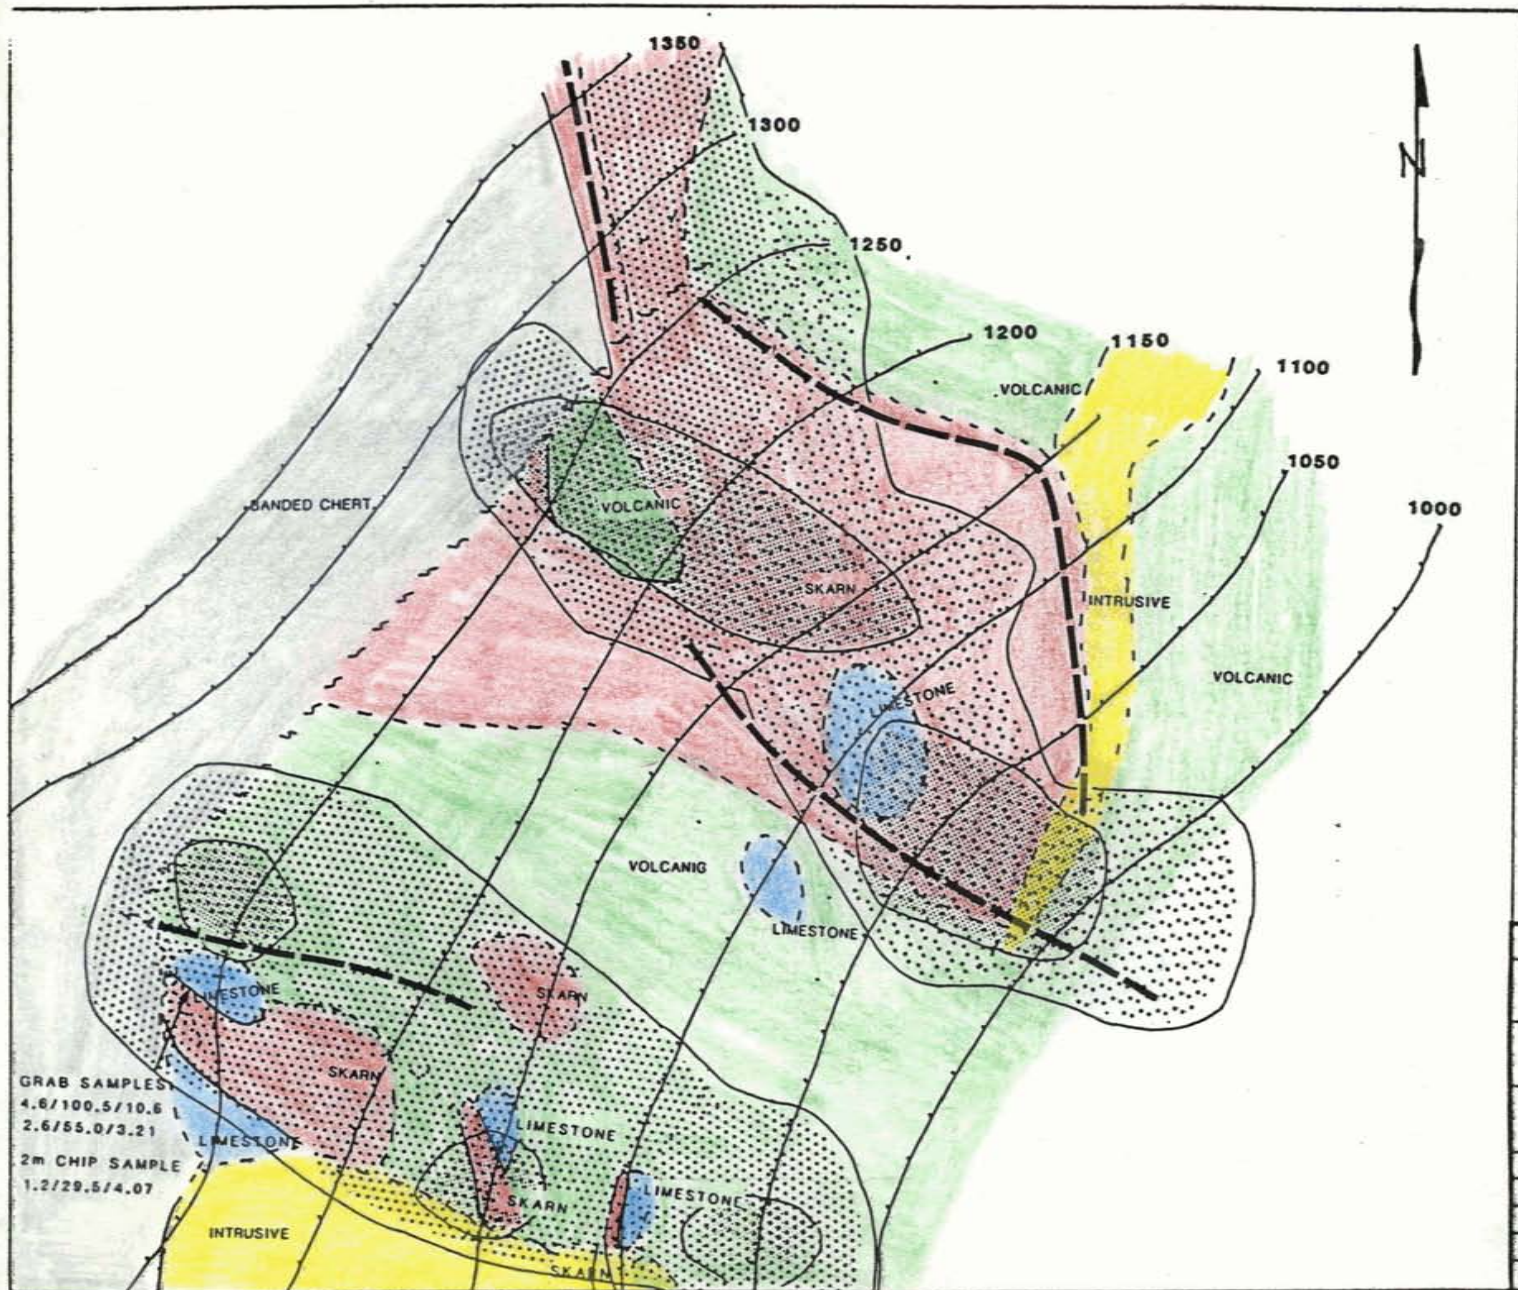 1350
1300
N
1250
1200
1150
1100
VOLCANIC
1050
BANDED CHERT
VOLCANIC
1000
SKARN
INTRUSIVE
VOLCANIC
LIMESTONE
VOLCANIC
LIMESTONE
LIMESTONE
SKARN
SKARN
GRAB SAMPLES
4.6/100.5/10.6
2.6/55.0/3.21
LIMESTONE
LIMESTONE
2m CHIP SAMPLE
1.2/29.5/4.07
SKARN
LIMESTONE
INTRUSIVE
SKARN